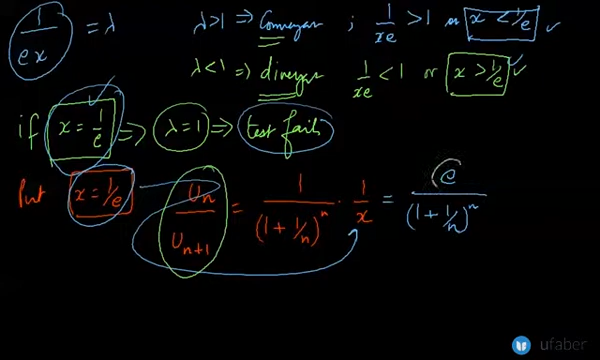 1/ex = λ    λ > 1 ⇒ Converges ; 1/xe > 1 or x < 1/e ✓
λ < 1 ⇒ diverges 1/xe < 1 or x > 1/e ✓
if x = 1/e ⇒ λ = 1 ⇒ test fails
Put x = 1/e    Un/Un+1 = 1/(1 + 1/n)^n · 1/x = e/(1 + 1/n)^n
ufaber